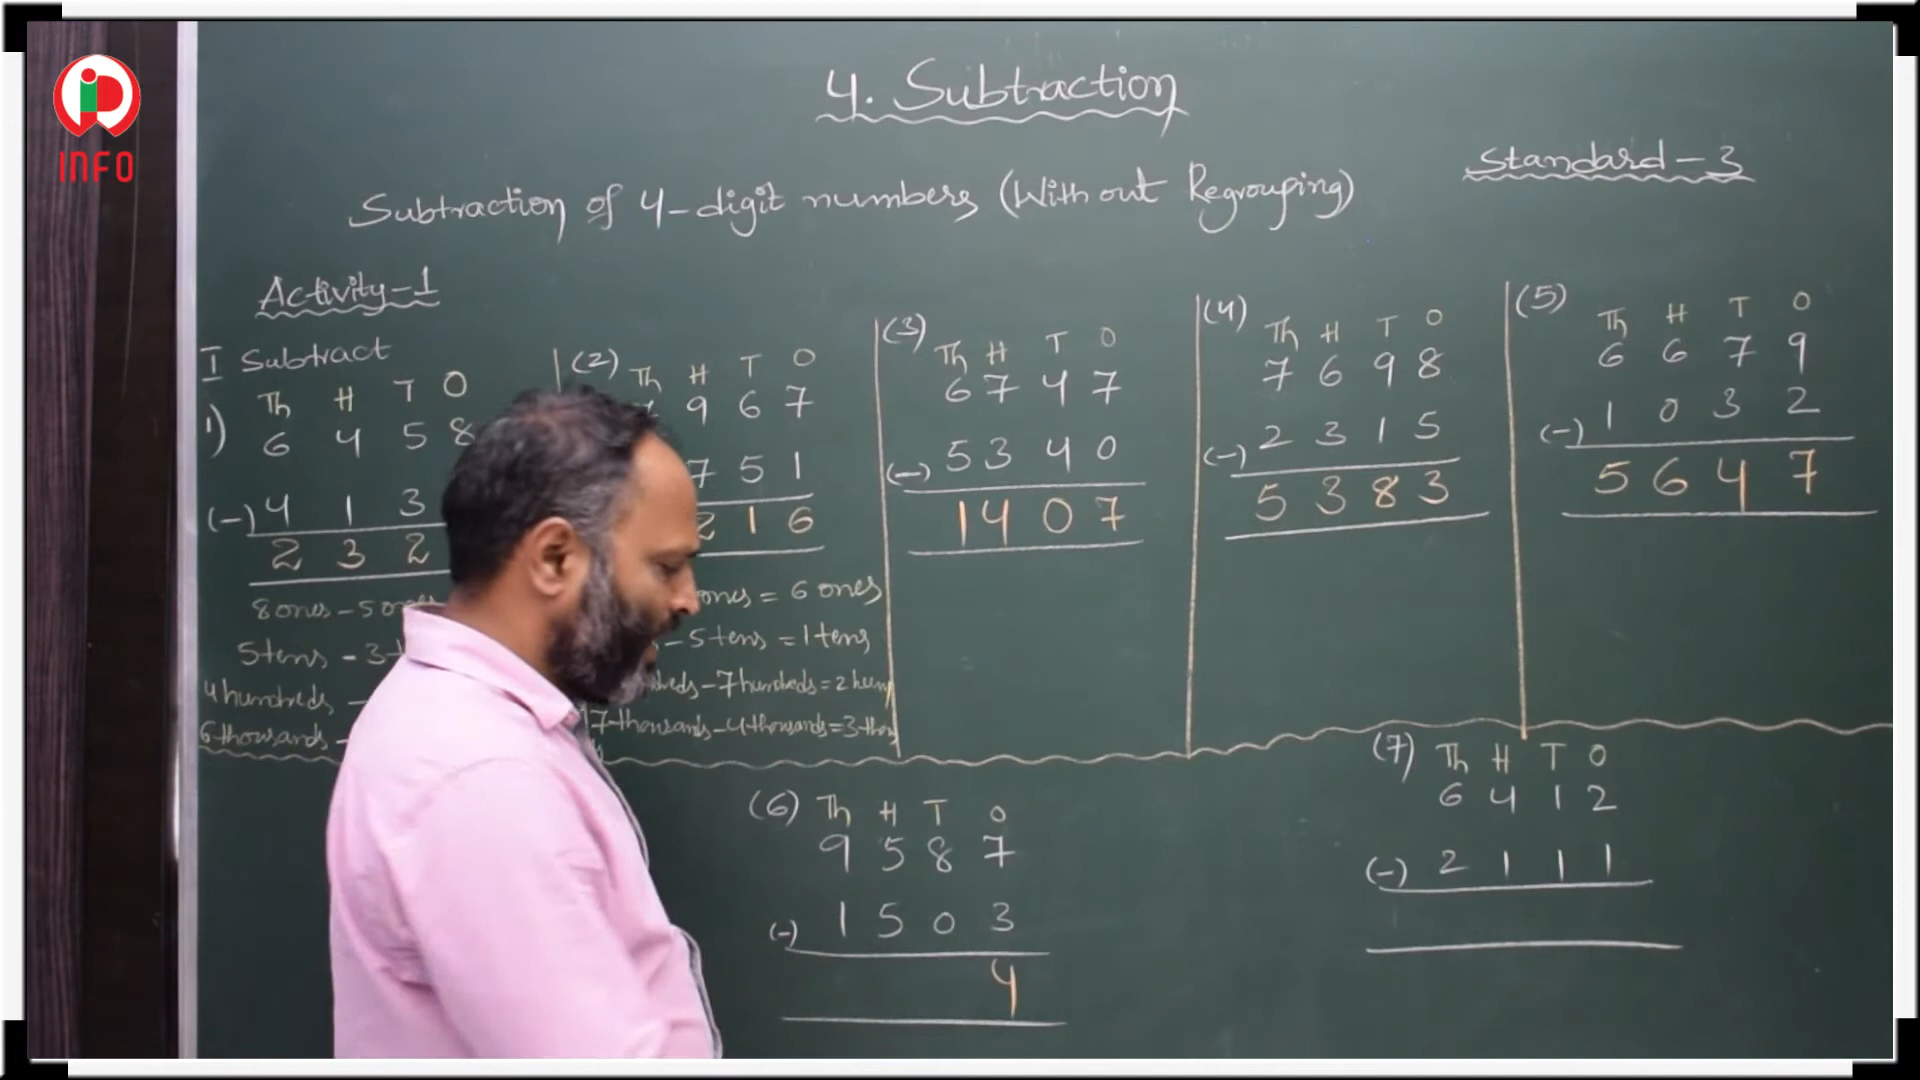 INFO
4. Subtraction
Standard-3
Subtraction of 4-digit numbers (With out Regrouping)
Activity-1
I Subtract
1) Th H T O
6 4 5 8
(-) 4 1 3
2 3 2
8 ones - 5 ones
5 tens - 3
4 hundreds -
6 thousands -
(2) Th H T O
9 6 7
7 5 1
2 1 6
ones = 6 ones
- 5 tens = 1 tens
- 7 hundreds = 2
7 thousands - 4 thousands = 3
(3) Th H T O
6 7 4 7
(-) 5 3 4 0
1 4 0 7
(4) Th H T O
7 6 9 8
(-) 2 3 1 5
5 3 8 3
(5) Th H T O
6 6 7 9
(-) 1 0 3 2
5 6 4 7
(6) Th H T O
9 5 8 7
(-) 1 5 0 3
4
(7) Th H T O
6 4 1 2
(-) 2 1 1 1